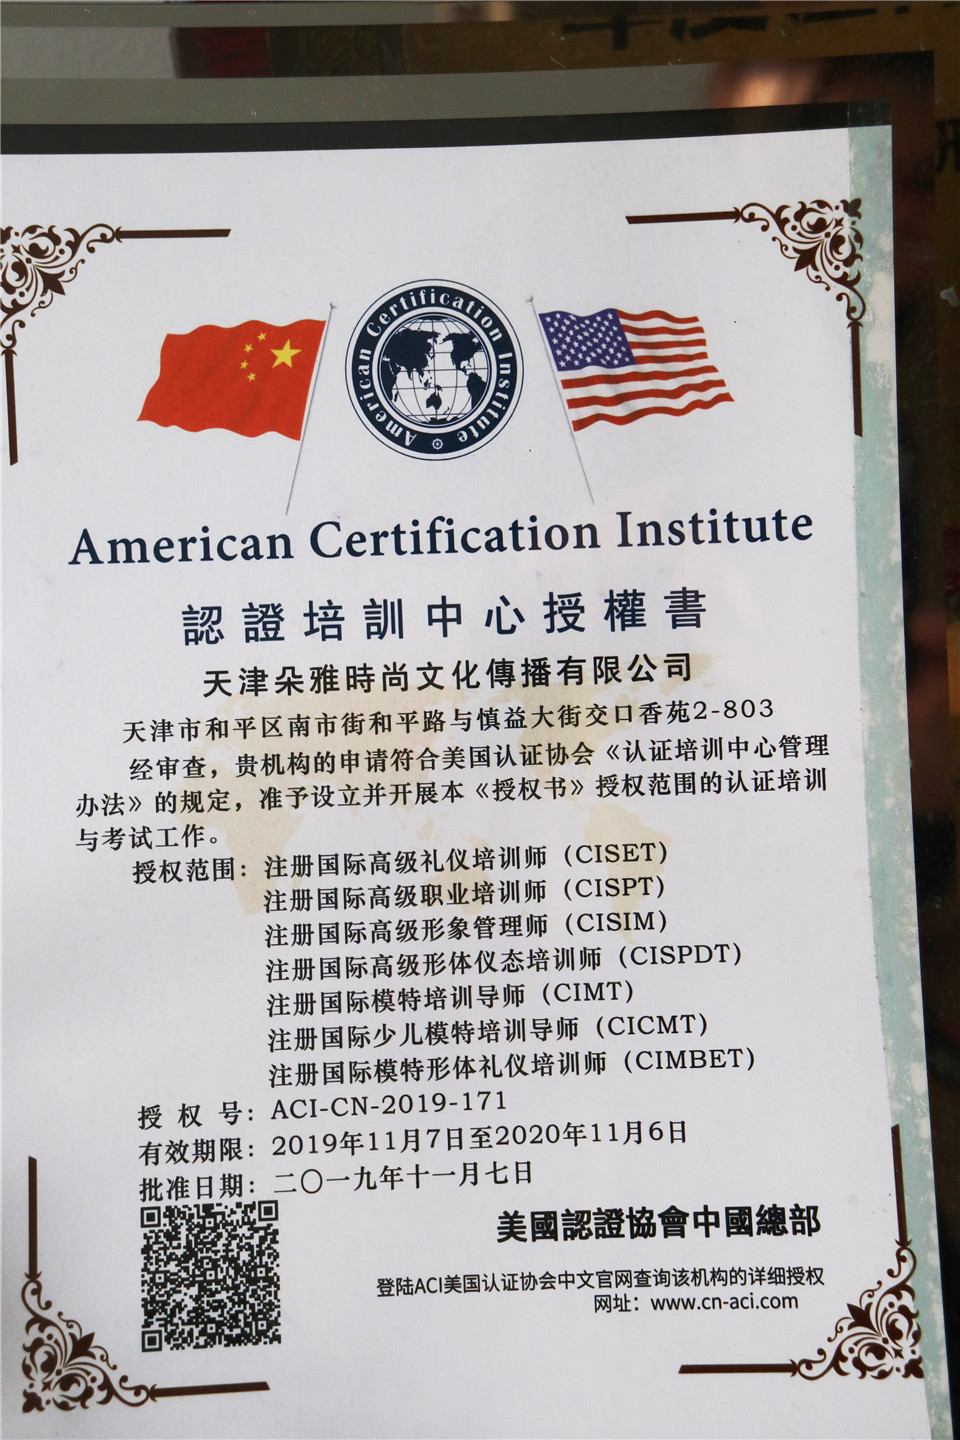 American Certification Institute
American Certification Institute
認證培訓中心授權書
天津朵雅時尚文化傳播有限公司
天津市和平区南市街和平路与慎益大街交口香苑2-803
经审查，贵机构的申请符合美国认证协会《认证培训中心管理
办法》的规定，准予设立并开展本《授权书》授权范围的认证培训
与考试工作。
授权范围：注册国际高级礼仪培训师（CISET）
注册国际高级职业培训师（CISPT）
注册国际高级形象管理师（CISIM）
注册国际高级形体仪态培训师（CISPDT）
注册国际模特培训导师（CIMT）
注册国际少儿模特培训导师（CICMT）
注册国际模特形体礼仪培训师（CIMBET）
授 权 号：ACI-CN-2019-171
有效期限：2019年11月7日至2020年11月6日
批准日期：二〇一九年十一月七日
美國認證協會中國總部
登陆ACI美国认证协会中文官网查询该机构的详细授权
网址：www.cn-aci.com